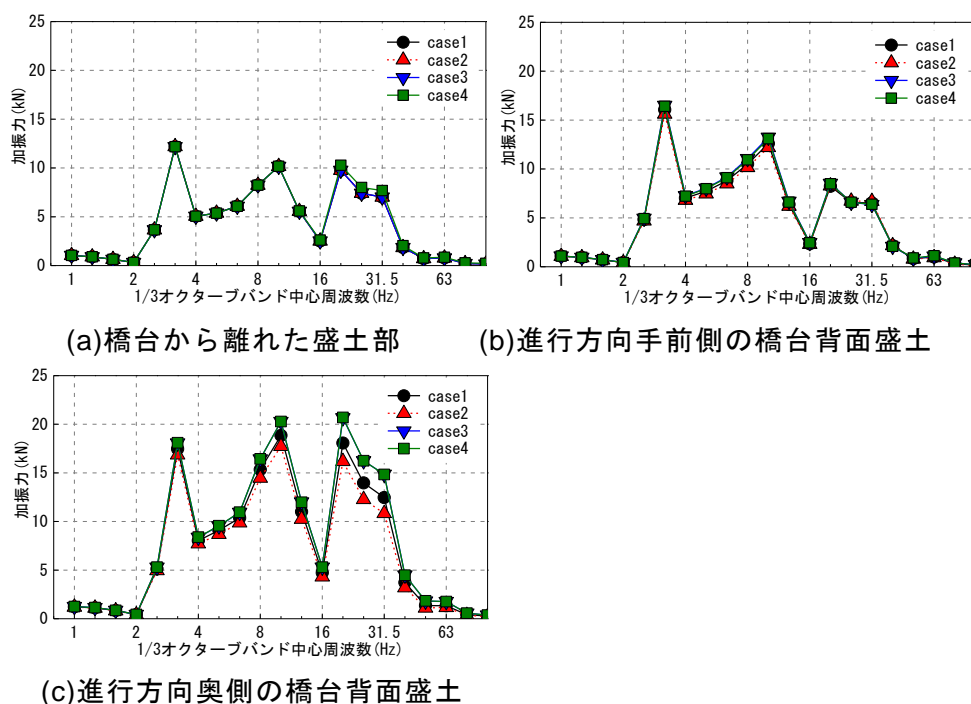 25
20
15
10
5
0
加振力(kN)
case1
case2
case3
case4
1 2 4 8 16 31.5 63
1/3オクターブバンド中心周波数(Hz)
(a)橋台から離れた盛土部
25
20
15
10
5
0
加振力(kN)
case1
case2
case3
case4
1 2 4 8 16 31.5 63
1/3オクターブバンド中心周波数(Hz)
(b)進行方向手前側の橋台背面盛土
25
20
15
10
5
0
加振力(kN)
case1
case2
case3
case4
1 2 4 8 16 31.5 63
1/3オクターブバンド中心周波数(Hz)
(c)進行方向奥側の橋台背面盛土